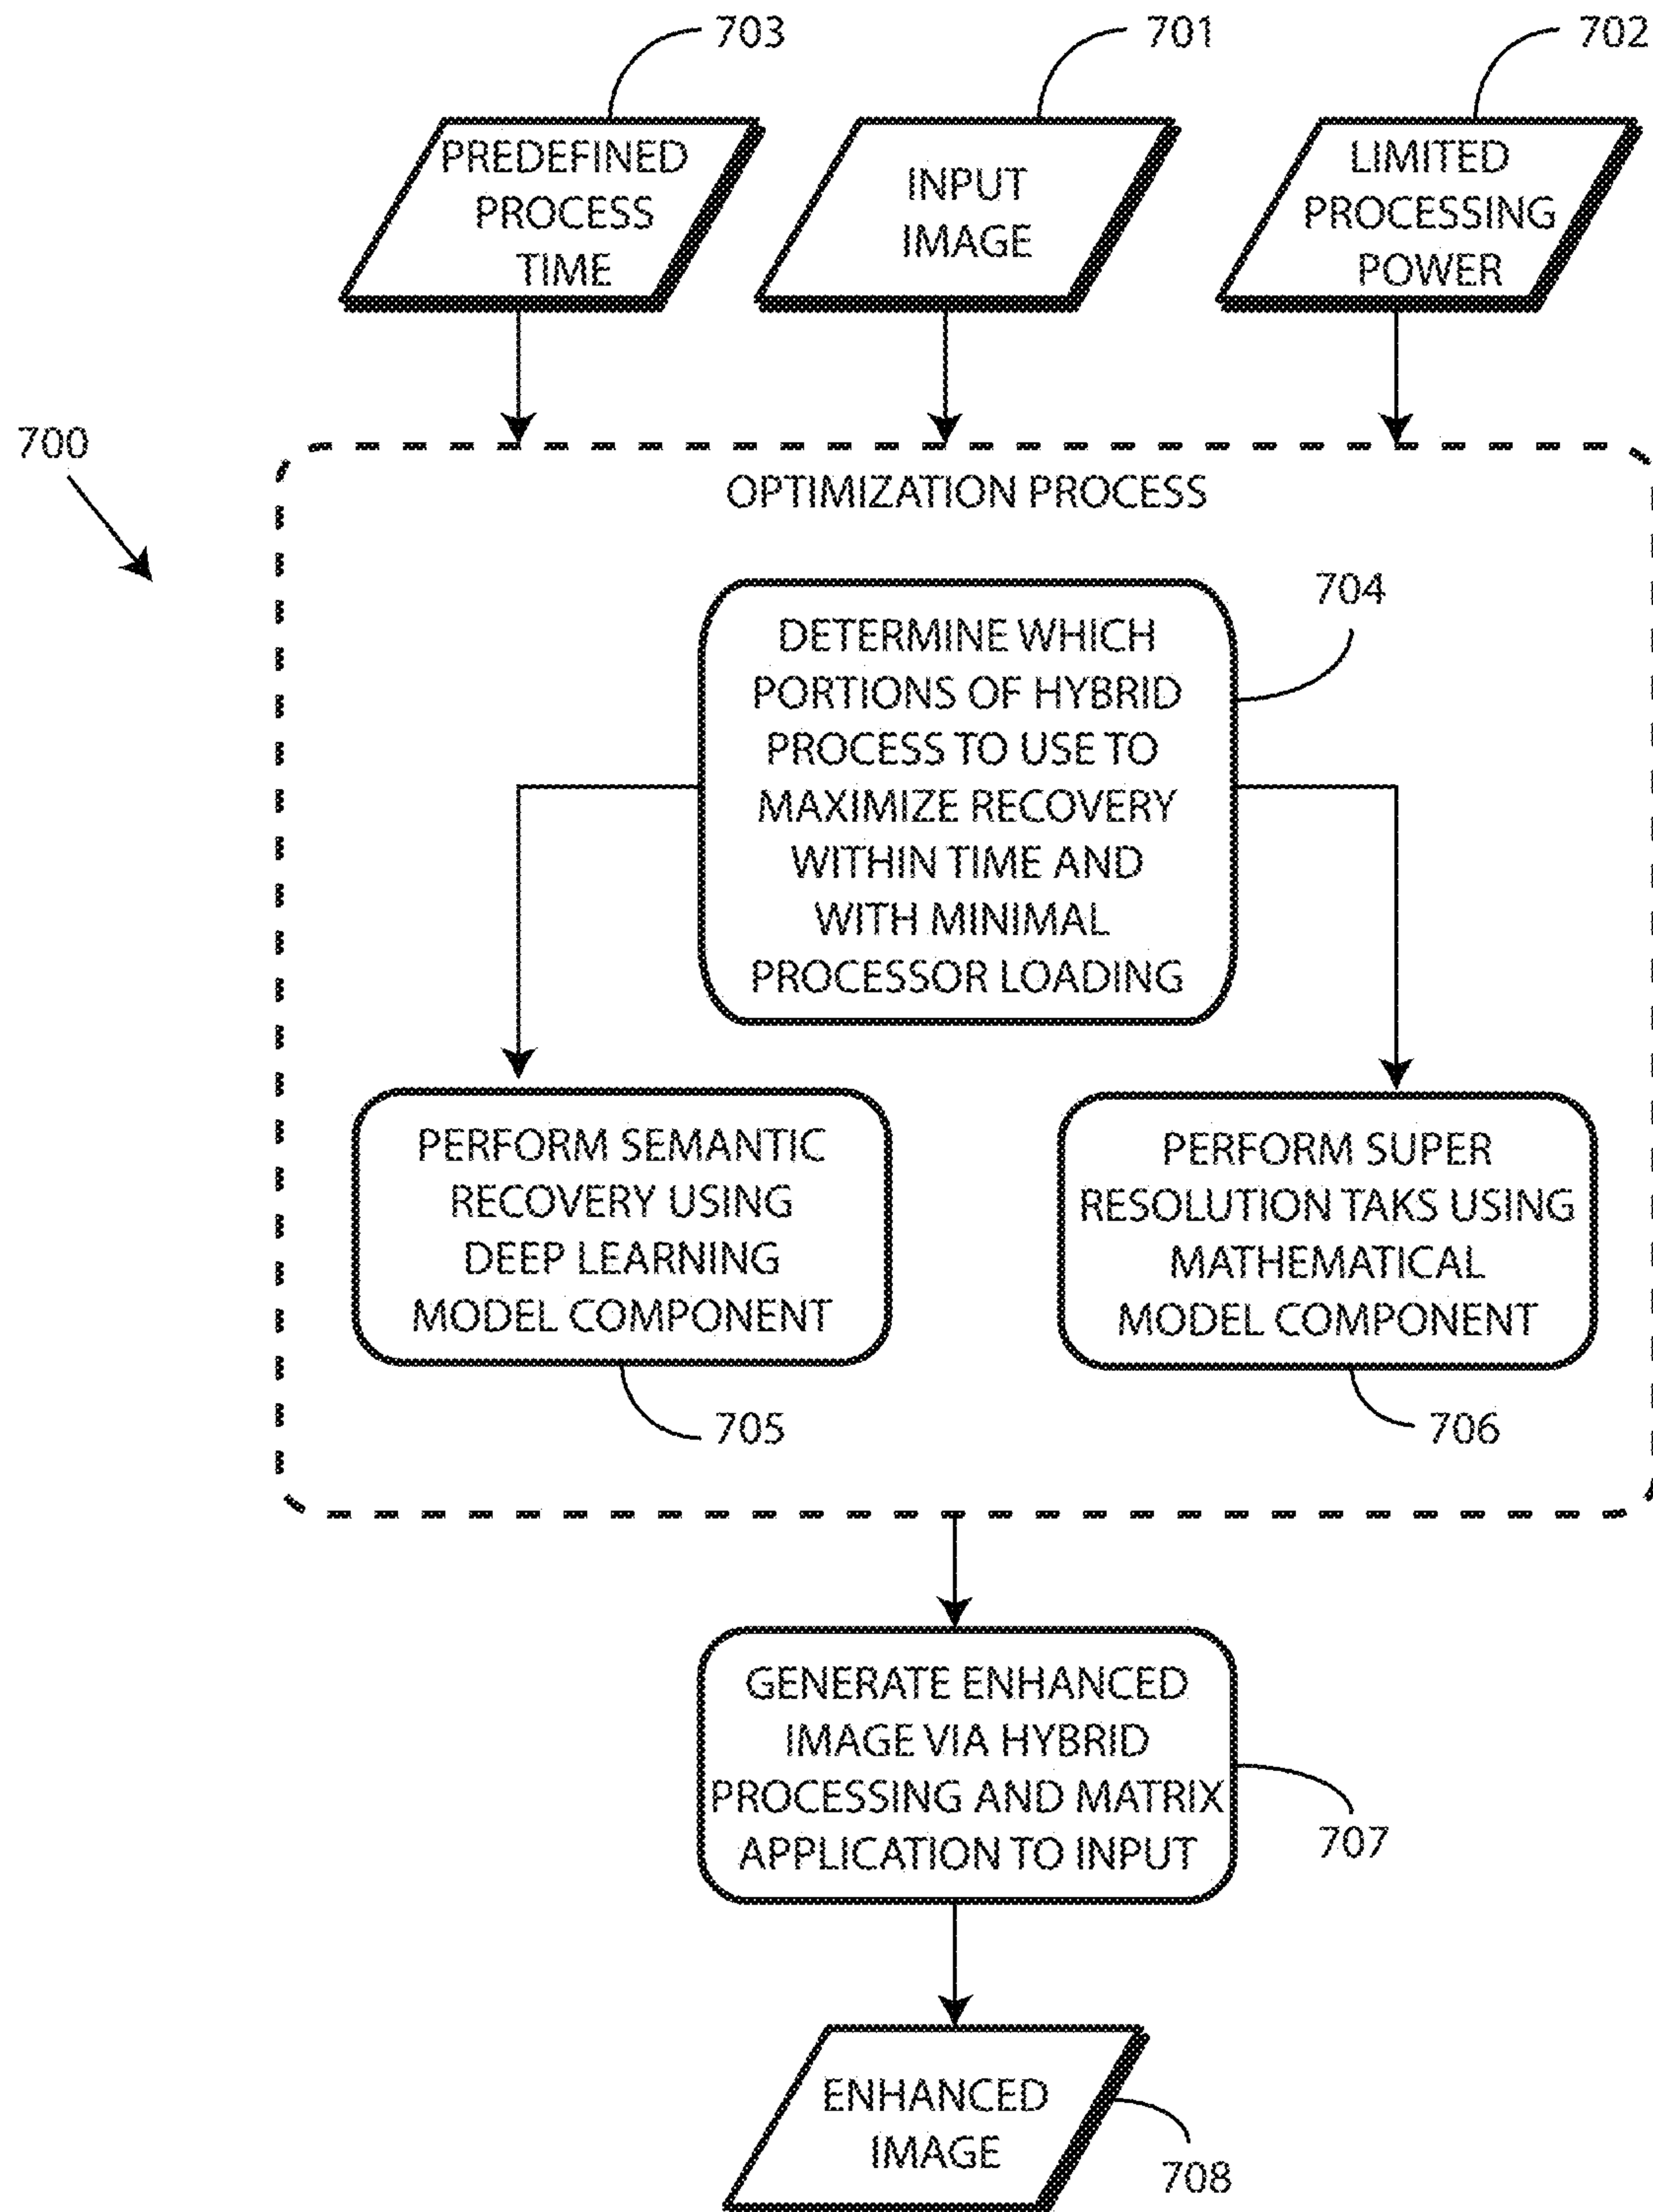 703
701
702
PREDEFINED
PROCESS
TIME
INPUT
IMAGE
LIMITED
PROCESSING
POWER
700
OPTIMIZATION PROCESS
704
DETERMINE WHICH
PORTIONS OF HYBRID
PROCESS TO USE TO
MAXIMIZE RECOVERY
WITHIN TIME AND
WITH MINIMAL
PROCESSOR LOADING
PERFORM SEMANTIC
RECOVERY USING
DEEP LEARNING
MODEL COMPONENT
PERFORM SUPER
RESOLUTION TAKS USING
MATHEMATICAL
MODEL COMPONENT
705
706
GENERATE ENHANCED
IMAGE VIA HYBRID
PROCESSING AND MATRIX
APPLICATION TO INPUT
707
ENHANCED
IMAGE
708